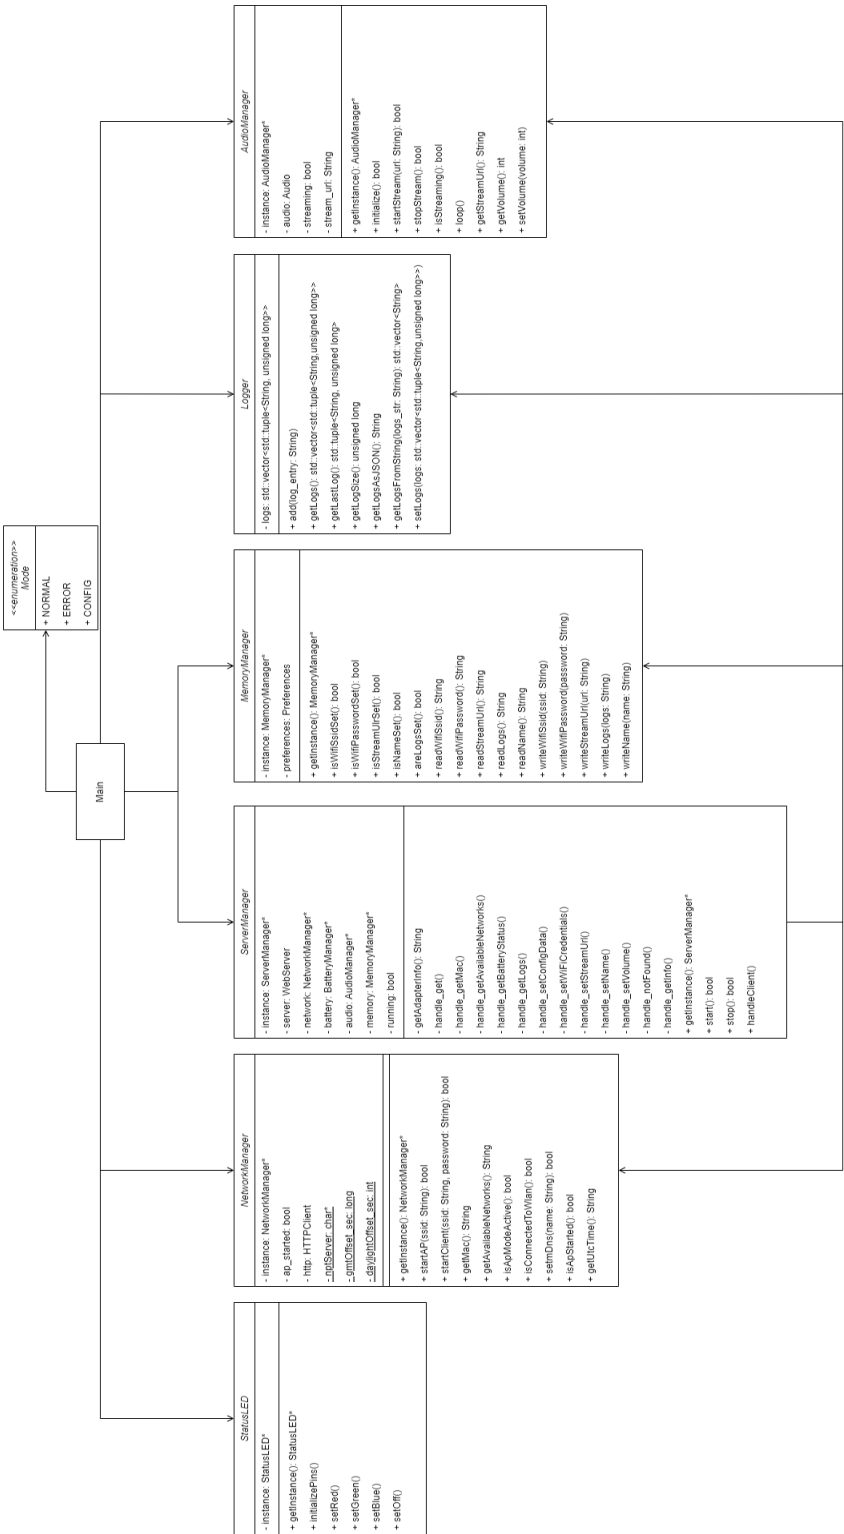 <<enumeration>>
Mode
+ NORMAL
+ ERROR
+ CONFIG
Main
StatusLED
- instance: StatusLED*
+ getInstance(): StatusLED*
+ initializePins()
+ setRed()
+ setGreen()
+ setBlue()
+ setOff()
NetworkManager
- instance: NetworkManager*
- ap_started: bool
- http: HTTPClient
- nptServer: char*
- gmtOffset_sec: long
- daylightOffset_sec: int
+ getInstance(): NetworkManager*
+ startAP(ssid: String): bool
+ startClient(ssid: String, password: String): bool
+ getMac(): String
+ getAvailableNetworks(): String
+ isApModeActive(): bool
+ isConnectedToWlan(): bool
+ setmDns(name: String): bool
+ isApStarted(): bool
+ getUtcTime(): String
ServerManager
- instance: ServerManager*
- server: WebServer
- network: NetworkManager*
- battery: BatteryManager*
- audio: AudioManager*
- memory: MemoryManager*
- running: bool
- getAdapterInfo(): String
- handle_get()
- handle_getMac()
- handle_getAvailableNetworks()
- handle_getBatteryStatus()
- handle_getLogs()
- handle_setConfigData()
- handle_setWiFiCredentials()
- handle_setStreamUrl()
- handle_setName()
- handle_setVolume()
- handle_notFound()
- handle_getInfo()
+ getInstance(): ServerManager*
+ start(): bool
+ stop(): bool
+ handleClient()
MemoryManager
- instance: MemoryManager*
- preferences: Preferences
+ getInstance(): MemoryManager*
+ isWifiSsidSet(): bool
+ isWifiPasswordSet(): bool
+ isStreamUlrSet(): bool
+ isNameSet(): bool
+ areLogsSet(): bool
+ readWifiSsid(): String
+ readWifiPassword(): String
+ readStreamUrl(): String
+ readLogs(): String
+ readName(): String
+ writeWifiSsid(ssid: String)
+ writeWifiPassword(password: String)
+ writeStreamUrl(url: String)
+ writeLogs(logs: String)
+ writeName(name: String)
Logger
- logs: std::vector<std::tuple<String, unsigned long>>
+ add(log_entry: String)
+ getLogs(): std::vector<std::tuple<String,unsigned long>>
+ getLastLog(): std::tuple<String, unsigned long>
+ getLogSize(): unsigned long
+ getLogsAsJSON(): String
+ getLogsFromString(logs_str: String): std::vector<String>
+ setLogs(logs: std::vector<std::tuple<String,unsigned long>>)
AudioManager
- instance: AudioManager*
- audio: Audio
- streaming: bool
- stream_url: String
+ getInstance(): AudioManager*
+ initialize(): bool
+ startStream(url: String): bool
+ stopStream(): bool
+ isStreaming(): bool
+ loop()
+ getStreamUrl(): String
+ getVolume(): int
+ setVolume(volume: int)